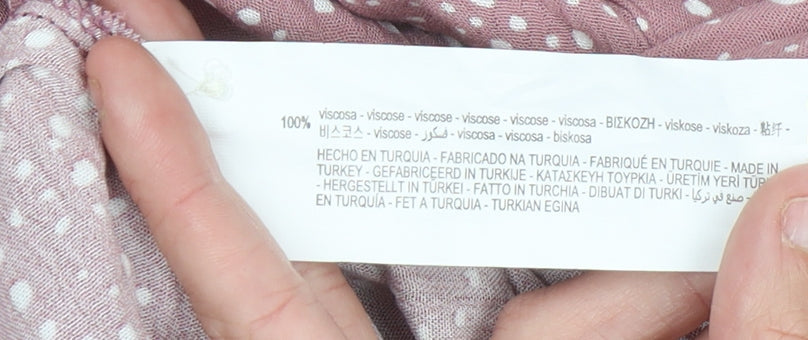 100% viscosa - viscose - viscose - viscose - viscose - viscosa - ΒΙΣΚΟΖΗ - viskose - viskoza - 粘纤 -
비스코스 - viscose - فسكوز - viscosa - viscosa - biskosa
HECHO EN TURQUIA - FABRICADO NA TURQUIA - FABRIQUÉ EN TURQUIE - MADE IN
TURKEY - GEFABRICEERD IN TURKIJE - ΚΑΤΑΣΚΕΥΗ ΤΟΥΡΚΙΑ - ÜRETİM YERİ
- HERGESTELLT IN TÜRKEI - FATTO IN TURCHIA - DIBUAT DI TURKI - صنع في تركيا -
EN TURQUÍA - FET A TURQUIA - TURKIAN EGINA